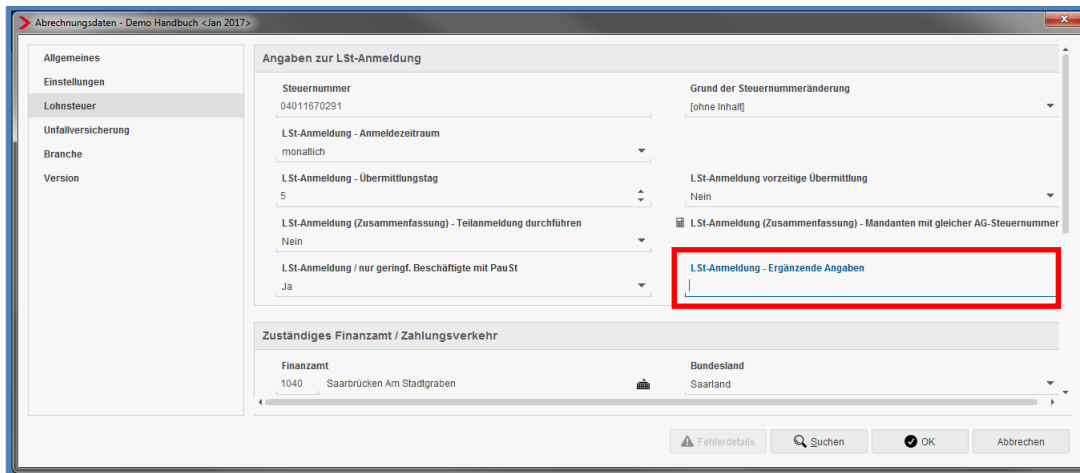 Abrechnungsdaten - Demo Handbuch <Jan 2017>
Allgemeines
Einstellungen
Lohnsteuer
Unfallversicherung
Branche
Version
Angaben zur LSt-Anmeldung
Steuernummer
04011670291
Grund der Steuernummeränderung
[ohne Inhalt]
LSt-Anmeldung - Anmeldezeitraum
monatlich
LSt-Anmeldung - Übermittlungstag
5
LSt-Anmeldung vorzeitige Übermittlung
Nein
LSt-Anmeldung (Zusammenfassung) - Teilanmeldung durchführen
Nein
LSt-Anmeldung (Zusammenfassung) - Mandanten mit gleicher AG-Steuernummer
LSt-Anmeldung / nur geringf. Beschäftigte mit PauSt
Ja
LSt-Anmeldung - Ergänzende Angaben
Zuständiges Finanzamt / Zahlungsverkehr
Finanzamt
1040 Saarbrücken Am Stadtgraben
Bundesland
Saarland
Fehlerdetails
Suchen
OK
Abbrechen